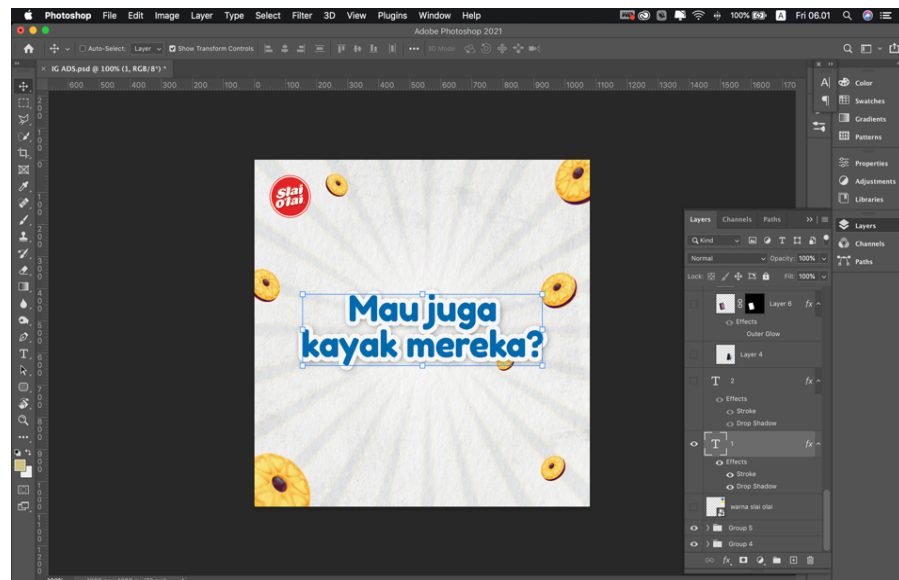 Photoshop File Edit Image Layer Type Select Filter 3D View Plugins Window Help
100% Fri 06.01
Adobe Photoshop 2021
Auto-Select: Layer Show Transform Controls 3D Mode:
× IG ADS.psd @ 100% (1, RGB/8*) *
600 500 400 300 200 100 0 100 200 300 400 500 600 700 800 900 1000 1100 1200 1300 1400 1500 1600 170
Color
Swatches
Gradients
Patterns
Properties
Adjustments
Libraries
Layers
Channels
Paths
Slai
O'lai
Mau juga
kayak mereka?
Layers Channels Paths
Kind
Normal Opacity: 100%
Lock: Fill: 100%
Layer 6 fx
Effects
Outer Glow
Layer 4
T 2 fx
Effects
Stroke
Drop Shadow
T 1 fx
Effects
Stroke
Drop Shadow
warna slai olai
Group 5
Group 4
fx